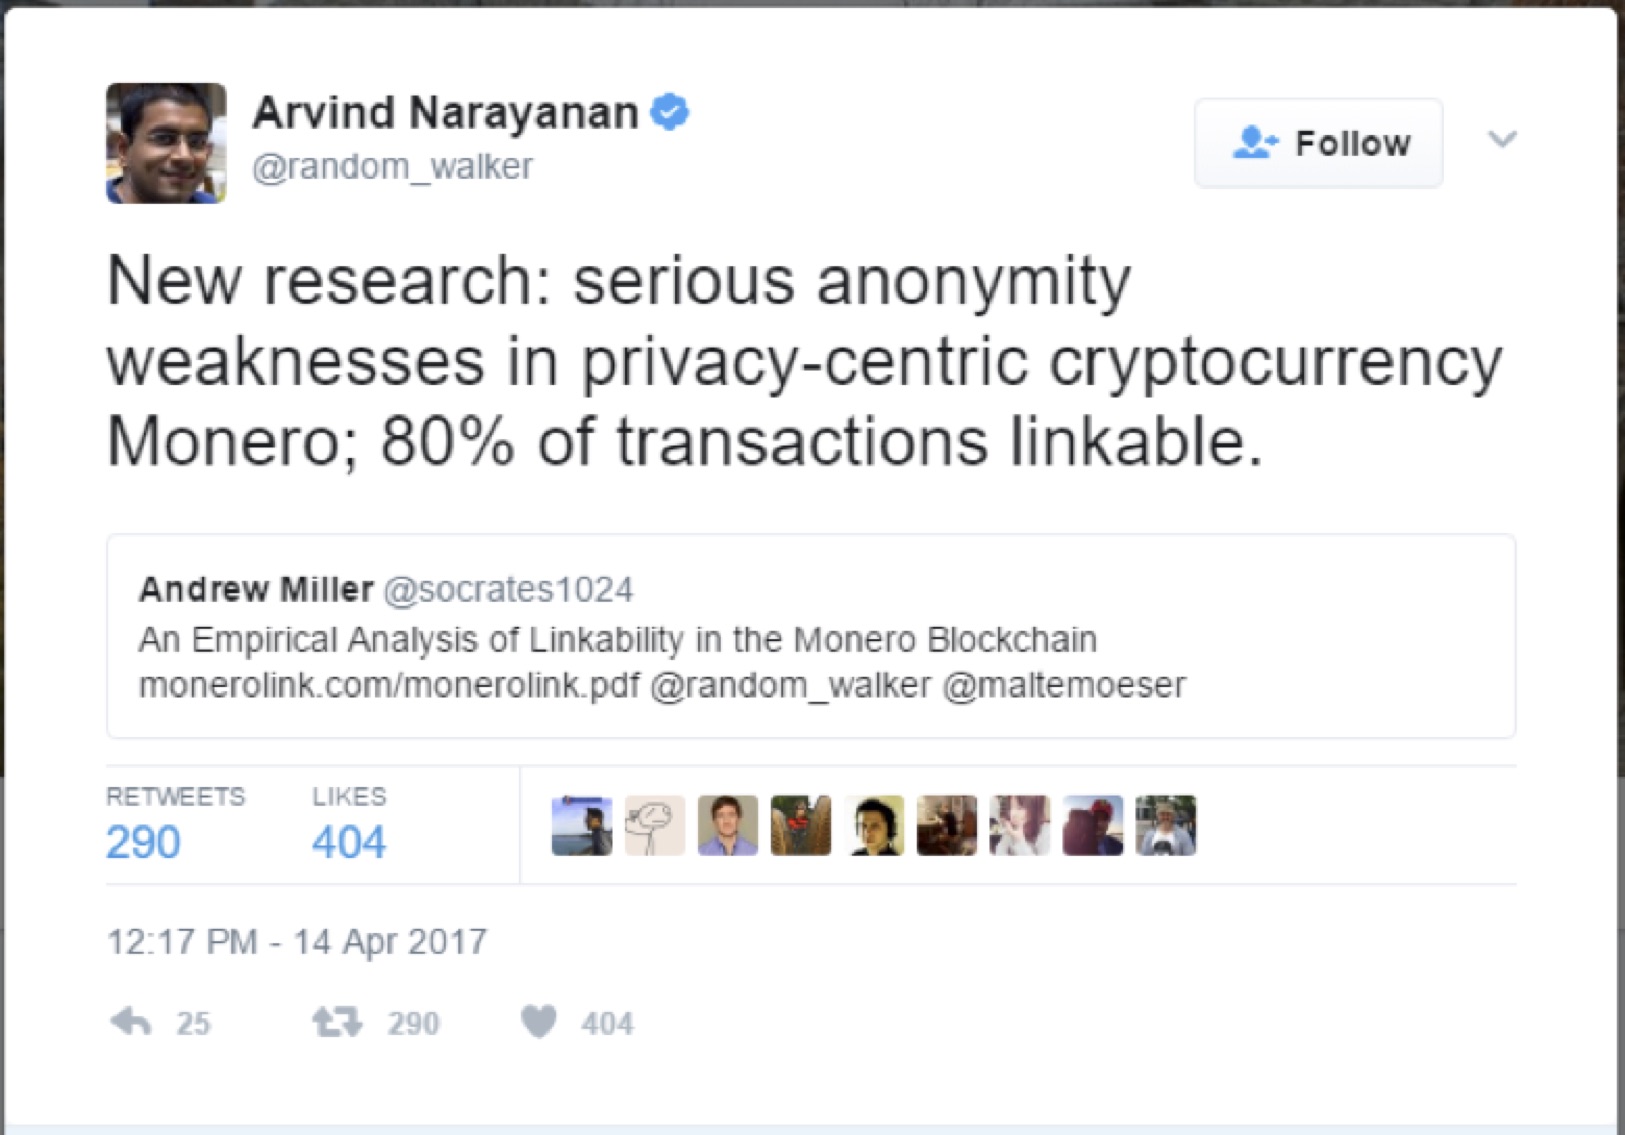 Arvind Narayanan
@random_walker
Follow
New research: serious anonymity
weaknesses in privacy-centric cryptocurrency
Monero; 80% of transactions linkable.
Andrew Miller @socrates1024
An Empirical Analysis of Linkability in the Monero Blockchain
monerolink.com/monerolink.pdf @random_walker @maltemoeser
RETWEETS LIKES
290 404
12:17 PM - 14 Apr 2017
25 290 404